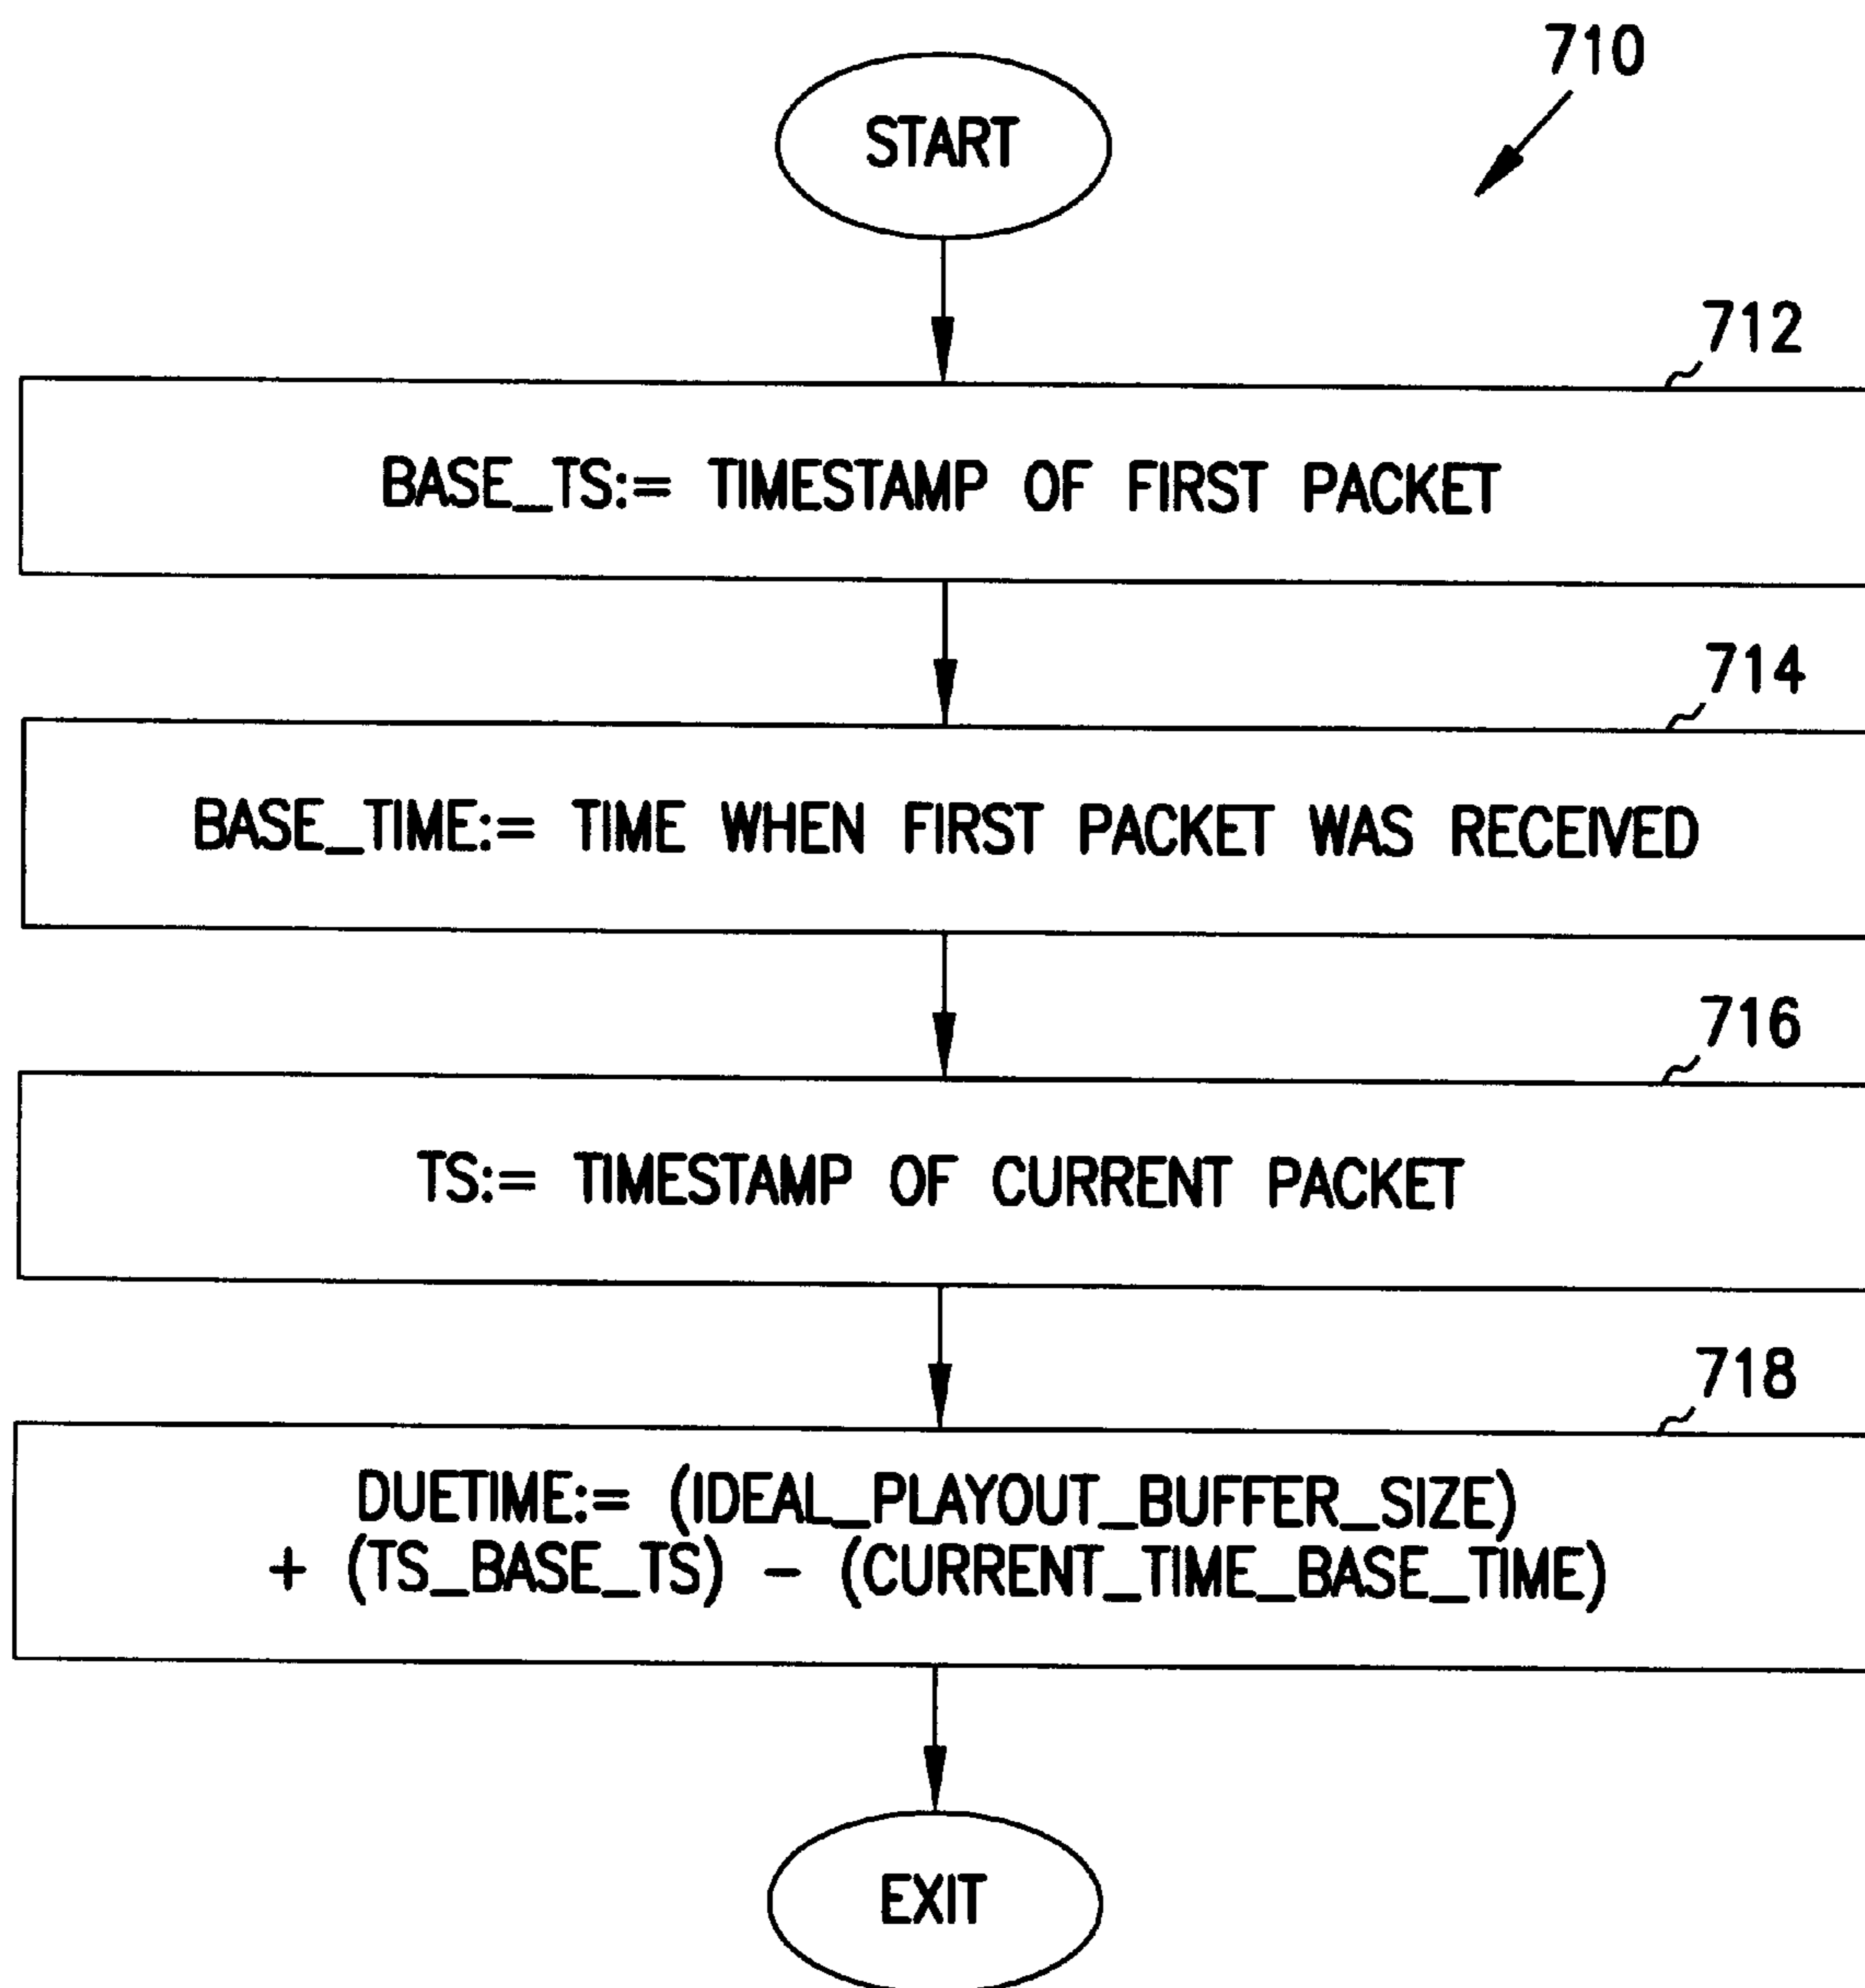 710
START
712
BASE_TS:= TIMESTAMP OF FIRST PACKET
714
BASE_TIME:= TIME WHEN FIRST PACKET WAS RECEIVED
716
TS:= TIMESTAMP OF CURRENT PACKET
718
DUETIME:= (IDEAL_PLAYOUT_BUFFER_SIZE)
+ (TS_BASE_TS) - (CURRENT_TIME_BASE_TIME)
EXIT